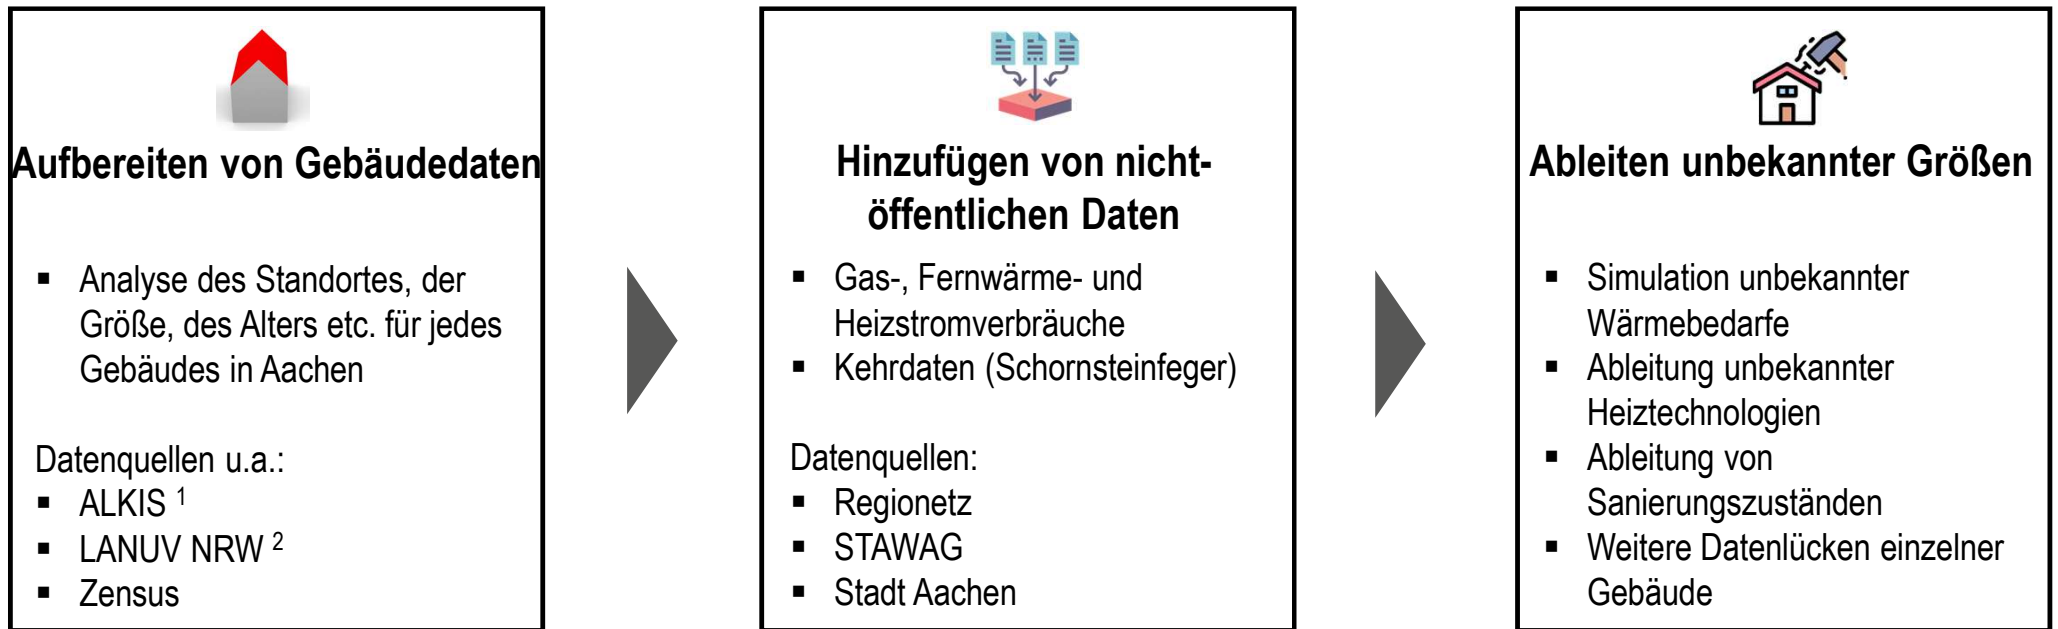 Aufbereiten von Gebäudedaten
▪ Analyse des Standortes, der
Größe, des Alters etc. für jedes
Gebäudes in Aachen
Datenquellen u.a.:
▪ ALKIS ¹
▪ LANUV NRW ²
▪ Zensus
Hinzufügen von nicht-
öffentlichen Daten
▪ Gas-, Fernwärme- und
Heizstromverbräuche
▪ Kehrdaten (Schornsteinfeger)
Datenquellen:
▪ Regionetz
▪ STAWAG
▪ Stadt Aachen
Ableiten unbekannter Größen
▪ Simulation unbekannter
Wärmebedarfe
▪ Ableitung unbekannter
Heiztechnologien
▪ Ableitung von
Sanierungszuständen
▪ Weitere Datenlücken einzelner
Gebäude